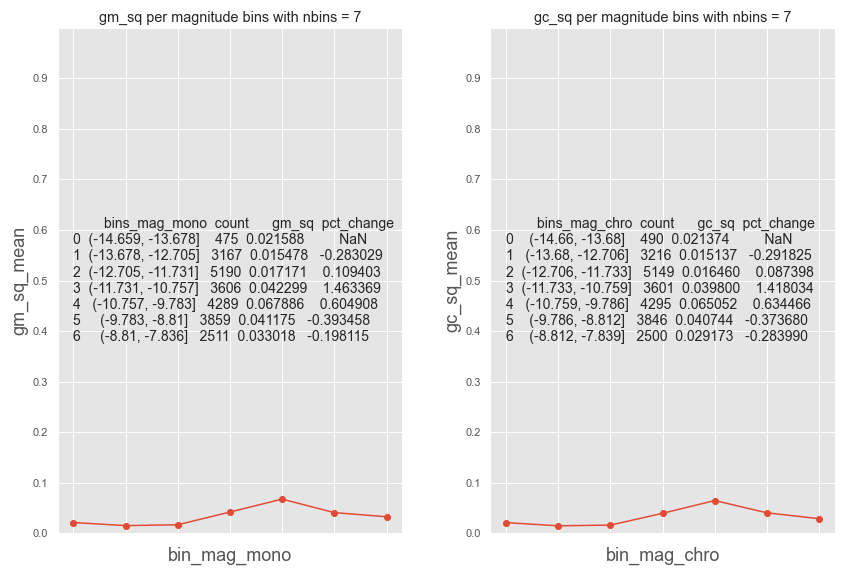 gm_sq per magnitude bins with nbins = 7
0.9
0.8
0.7
0.6
0.5
0.4
0.3
0.2
0.1
0.0
gm_sq_mean
bins_mag_mono count gm_sq pct_change
0 (-14.659, -13.678] 475 0.021588 NaN
1 (-13.678, -12.705] 3167 0.015478 -0.283029
2 (-12.705, -11.731] 5190 0.017171 0.109403
3 (-11.731, -10.757] 3606 0.042299 1.463369
4 (-10.757, -9.783] 4289 0.067886 0.604908
5 (-9.783, -8.81] 3859 0.041175 -0.393458
6 (-8.81, -7.836] 2511 0.033018 -0.198115
bin_mag_mono
gc_sq per magnitude bins with nbins = 7
0.9
0.8
0.7
0.6
0.5
0.4
0.3
0.2
0.1
0.0
gc_sq_mean
bins_mag_chro count gc_sq pct_change
0 (-14.66, -13.68] 490 0.021374 NaN
1 (-13.68, -12.706] 3216 0.015137 -0.291825
2 (-12.706, -11.733] 5149 0.016460 0.087398
3 (-11.733, -10.759] 3601 0.039800 1.418034
4 (-10.759, -9.786] 4295 0.065052 0.634466
5 (-9.786, -8.812] 3846 0.040744 -0.373680
6 (-8.812, -7.839] 2500 0.029173 -0.283990
bin_mag_chro